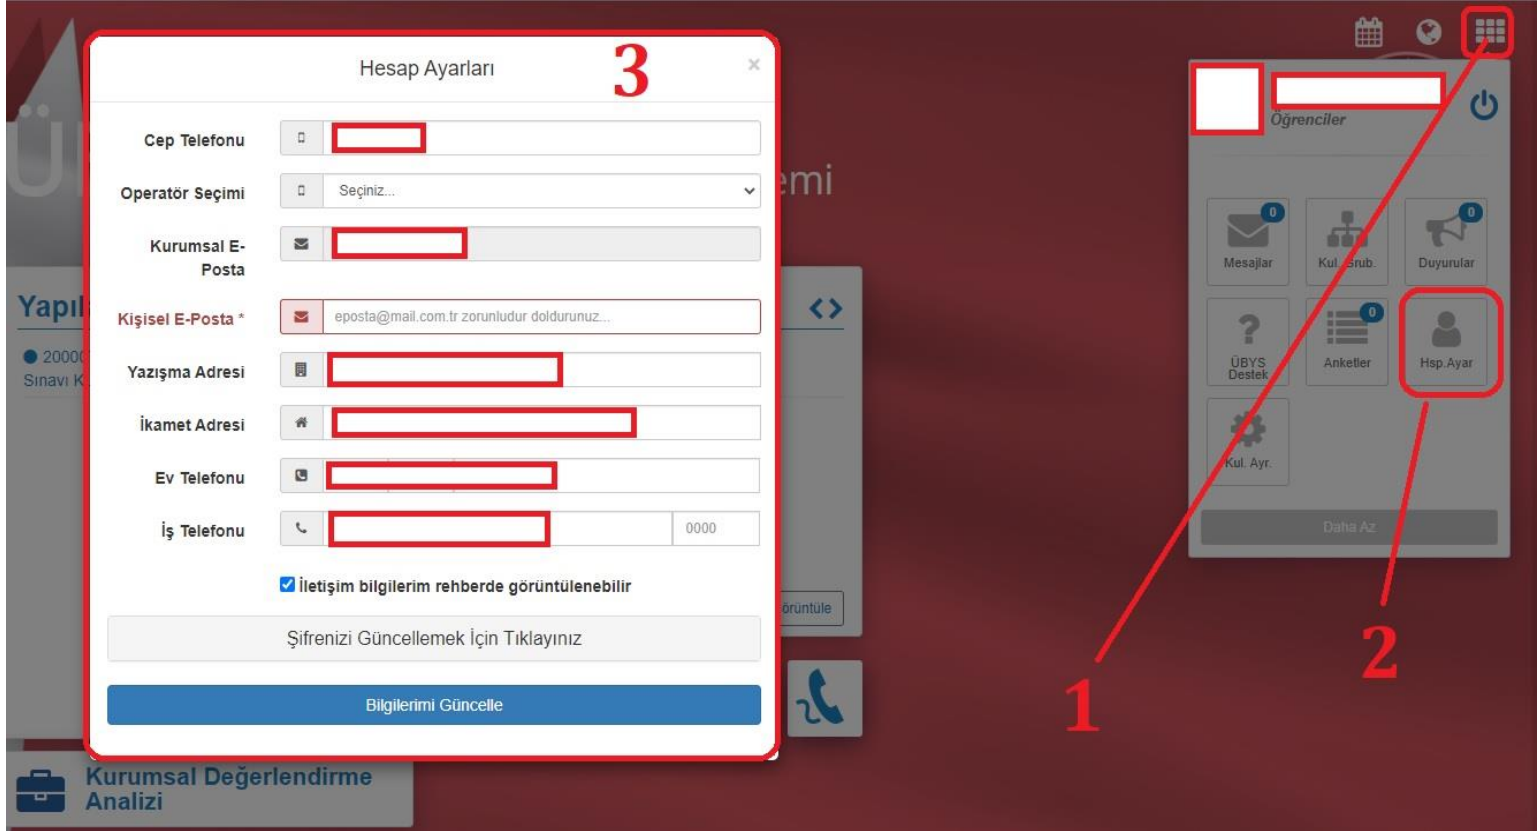 Hesap Ayarları
3
×
Cep Telefonu
Operatör Seçimi
Seçiniz...
Kurumsal E-
Posta
Kişisel E-Posta *
eposta@mail.com.tr zorunludur doldurunuz...
Yazışma Adresi
İkamet Adresi
Ev Telefonu
İş Telefonu
0000
İletişim bilgilerim rehberde görüntülenebilir
Şifrenizi Güncellemek İçin Tıklayınız
Bilgilerimi Güncelle
emi
Yapıl
20000
Sınavı K
örüntüle
Kurumsal Değerlendirme
Analizi
Öğrenciler
0
0
Mesajlar
Kul. Grub.
Duyurular
0
ÜBYS
Destek
Anketler
Hsp.Ayar
Kul. Ayr.
Daha Az
1
2